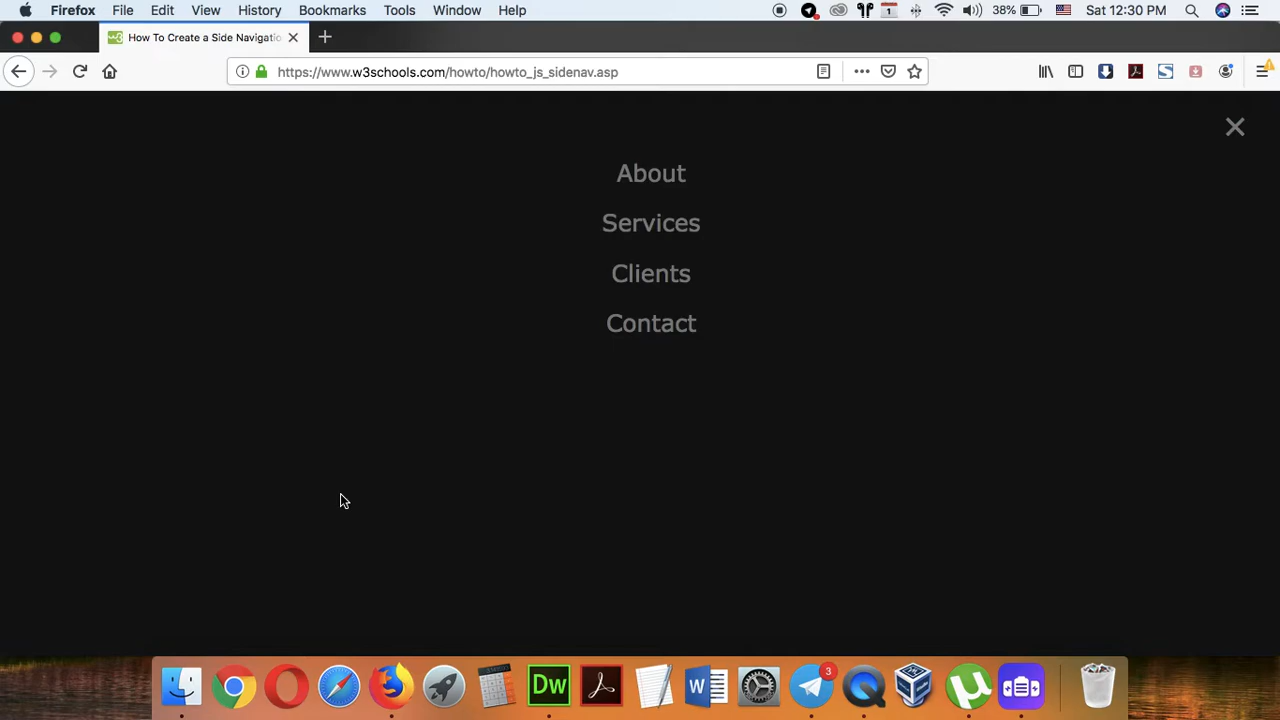 Firefox File Edit View History Bookmarks Tools Window Help 38% Sat 12:30 PM
How To Create a Side Navigatio
https://www.w3schools.com/howto/howto_js_sidenav.asp
About
Services
Clients
Contact
Dw
W
3